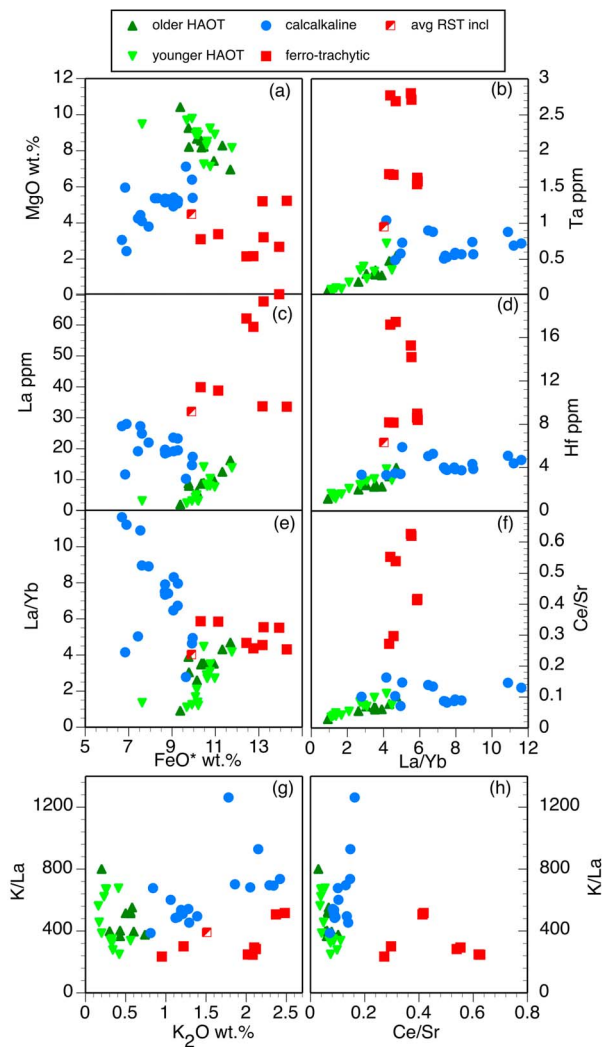 older HAOT calcalkaline avg RST incl
younger HAOT ferro-trachytic
(a) (b)
12 10 8 6 4 2 0
MgO wt.%
3 2.5 2 1.5 1 0.5 0
Ta ppm
(c) (d)
60 50 40 30 20 10 0
La ppm
16 12 8 4 0
Hf ppm
(e) (f)
10 8 6 4 2 0
La/Yb
0.6 0.5 0.4 0.3 0.2 0.1 0
Ce/Sr
5 7 9 11 13
FeO* wt.%
0 2 4 6 8 10 12
La/Yb
(g) (h)
1200 800 400 0
K/La
1200 800 400 0
K/La
0 0.5 1 1.5 2 2.5
K2O wt.%
0 0.2 0.4 0.6 0.8
Ce/Sr